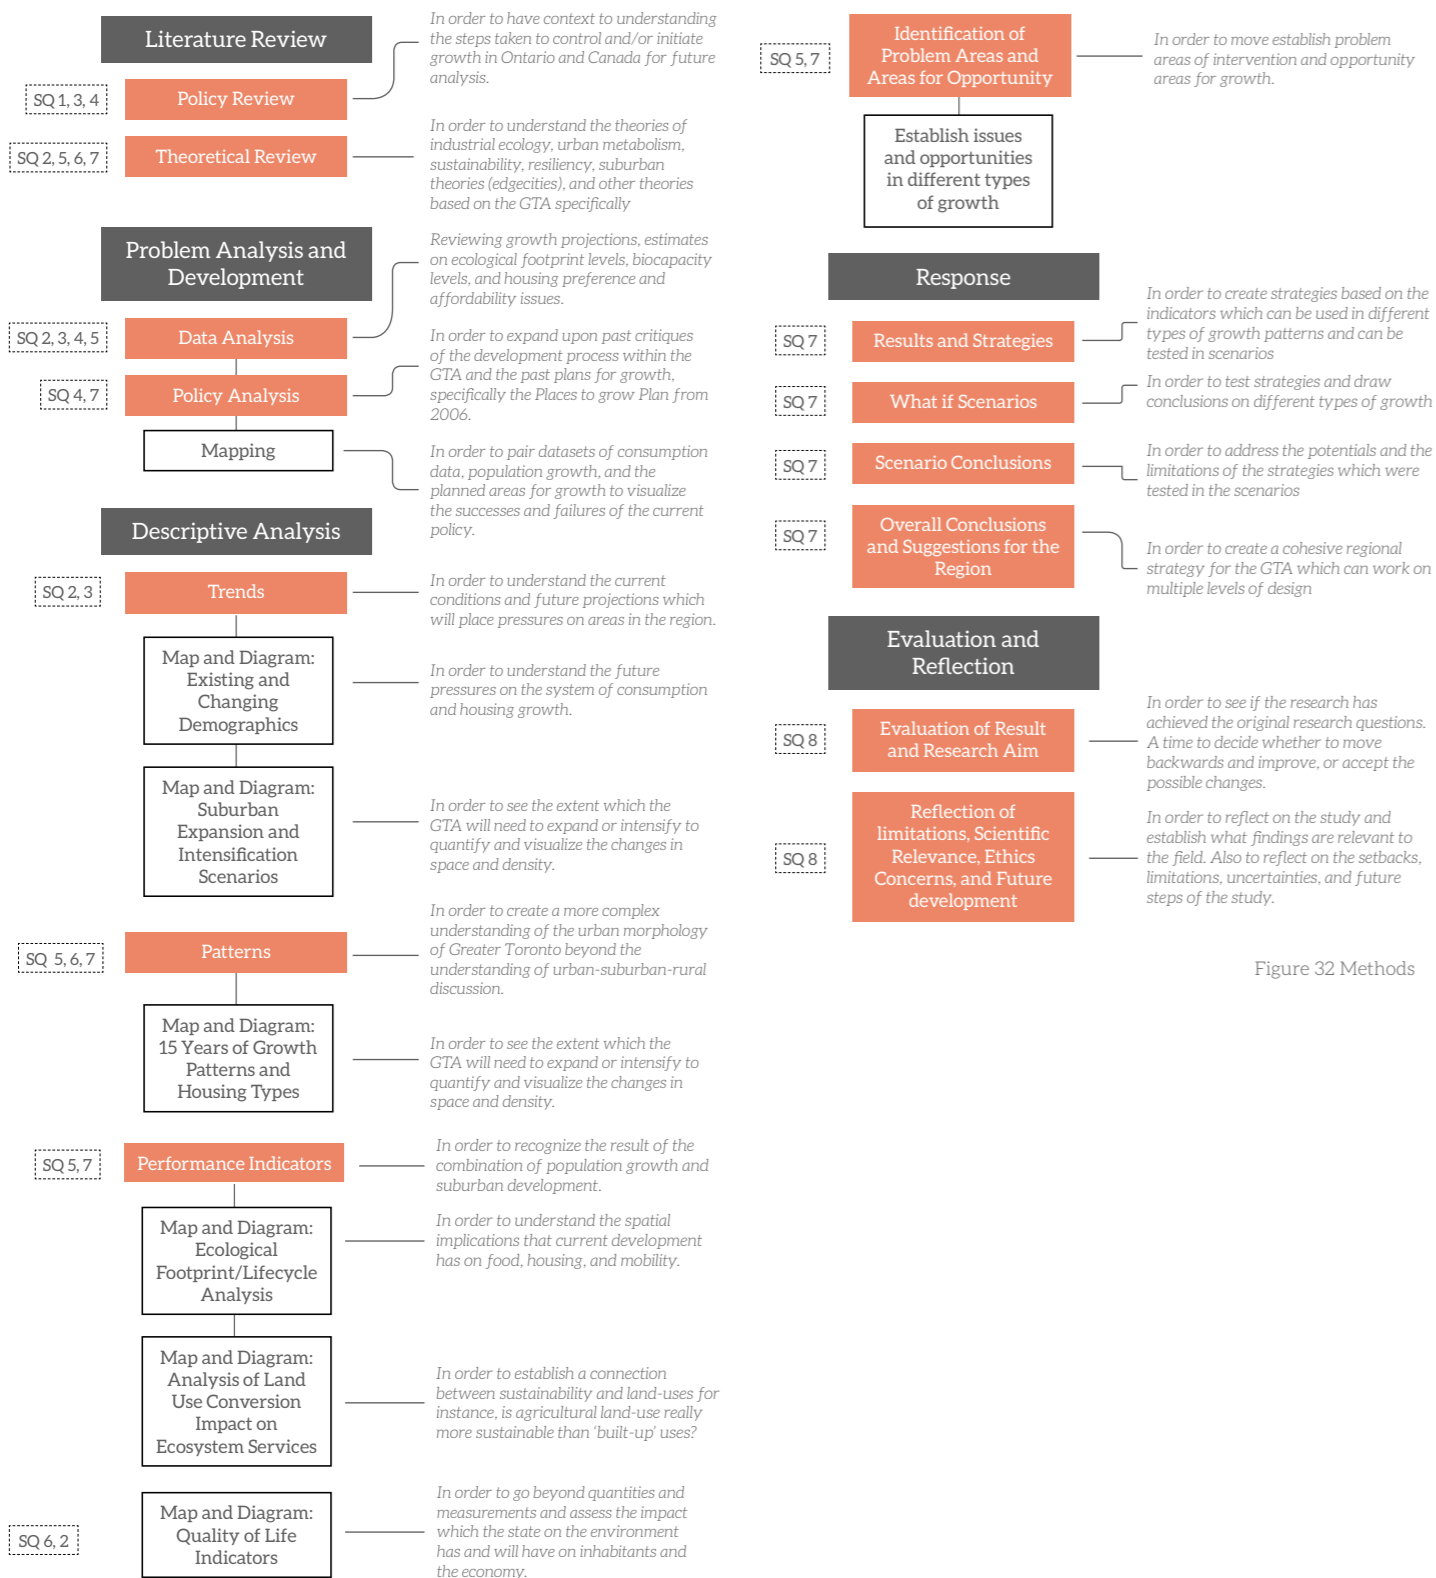 Literature Review
SQ 1, 3, 4
Policy Review
In order to have context to understanding
the steps taken to control and/or initiate
growth in Ontario and Canada for future
analysis.
SQ 2, 5, 6, 7
Theoretical Review
In order to understand the theories of
industrial ecology, urban metabolism,
sustainability, resiliency, suburban
theories (edgecities), and other theories
based on the GTA specifically
Problem Analysis and
Development
SQ 2, 3, 4, 5
Data Analysis
Reviewing growth projections, estimates
on ecological footprint levels, biocapacity
levels, and housing preference and
affordability issues.
SQ 4, 7
Policy Analysis
In order to expand upon past critiques
of the development process within the
GTA and the past plans for growth,
specifically the Places to grow Plan from
2006.
Mapping
In order to pair datasets of consumption
data, population growth, and the
planned areas for growth to visualize
the successes and failures of the current
policy.
Descriptive Analysis
SQ 2, 3
Trends
In order to understand the current
conditions and future projections which
will place pressures on areas in the region.
Map and Diagram:
Existing and
Changing
Demographics
In order to understand the future
pressures on the system of consumption
and housing growth.
Map and Diagram:
Suburban
Expansion and
Intensification
Scenarios
In order to see the extent which the
GTA will need to expand or intensify to
quantify and visualize the changes in
space and density.
SQ 5, 6, 7
Patterns
In order to create a more complex
understanding of the urban morphology
of Greater Toronto beyond the
understanding of urban-suburban-rural
discussion.
Map and Diagram:
15 Years of Growth
Patterns and
Housing Types
In order to see the extent which the
GTA will need to expand or intensify to
quantify and visualize the changes in
space and density.
SQ 5, 7
Performance Indicators
In order to recognize the result of the
combination of population growth and
suburban development.
Map and Diagram:
Ecological
Footprint/Lifecycle
Analysis
In order to understand the spatial
implications that current development
has on food, housing, and mobility.
Map and Diagram:
Analysis of Land
Use Conversion
Impact on
Ecosystem Services
In order to establish a connection
between sustainability and land-uses for
instance, is agricultural land-use really
more sustainable than 'built-up' uses?
SQ 6, 2
Map and Diagram:
Quality of Life
Indicators
In order to go beyond quantities and
measurements and assess the impact
which the state on the environment
has and will have on inhabitants and
the economy.
SQ 5, 7
Identification of
Problem Areas and
Areas for Opportunity
In order to move establish problem
areas of intervention and opportunity
areas for growth.
Establish issues
and opportunities
in different types
of growth
Response
SQ 7
Results and Strategies
In order to create strategies based on the
indicators which can be used in different
types of growth patterns and can be
tested in scenarios
SQ 7
What if Scenarios
In order to test strategies and draw
conclusions on different types of growth
SQ 7
Scenario Conclusions
In order to address the potentials and the
limitations of the strategies which were
tested in the scenarios
SQ 7
Overall Conclusions
and Suggestions for the
Region
In order to create a cohesive regional
strategy for the GTA which can work on
multiple levels of design
Evaluation and
Reflection
SQ 8
Evaluation of Result
and Research Aim
In order to see if the research has
achieved the original research questions.
A time to decide whether to move
backwards and improve, or accept the
possible changes.
SQ 8
Reflection of
limitations, Scientific
Relevance, Ethics
Concerns, and Future
development
In order to reflect on the study and
establish what findings are relevant to
the field. Also to reflect on the setbacks,
limitations, uncertainties, and future
steps of the study.
Figure 32 Methods